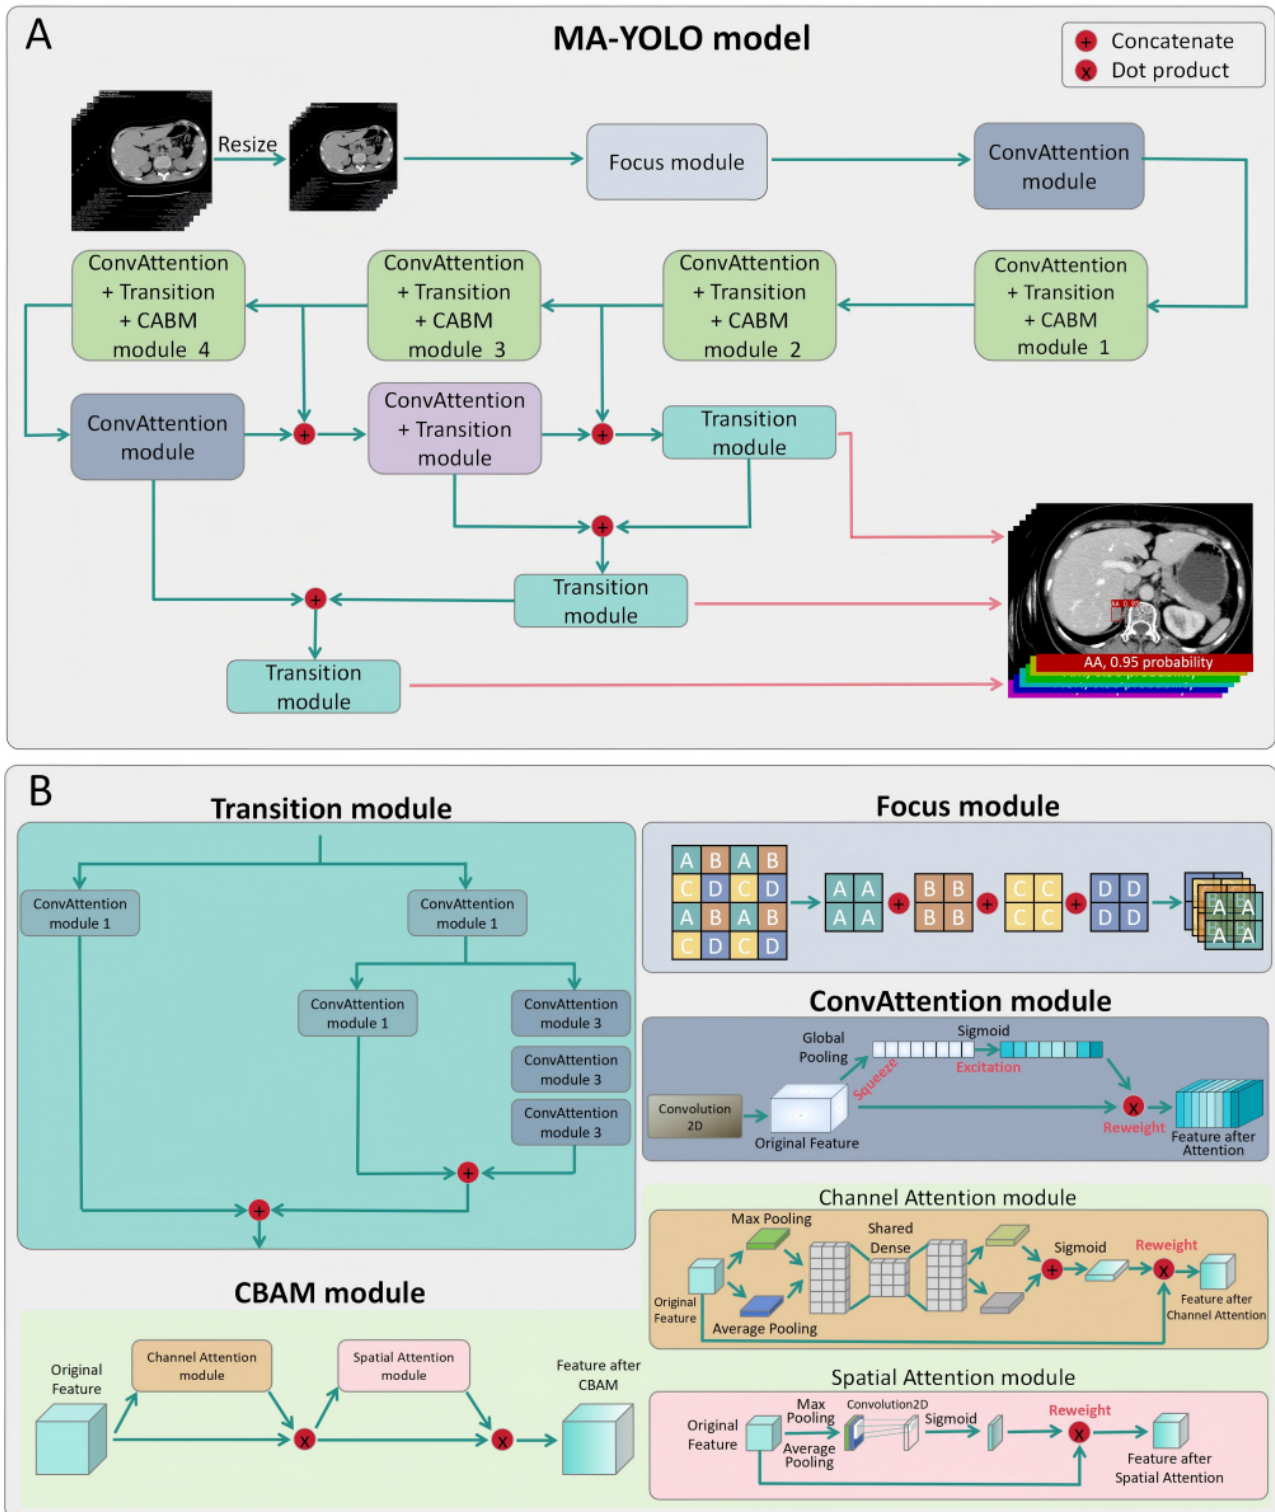 A
MA-YOLO model
+ Concatenate
x Dot product
Resize
Focus module
ConvAttention
module
ConvAttention
+ Transition
+ CABM
module 4
ConvAttention
+ Transition
+ CABM
module 3
ConvAttention
+ Transition
+ CABM
module 2
ConvAttention
+ Transition
+ CABM
module 1
ConvAttention
module
+
ConvAttention
+ Transition
module
+
Transition
module
+
Transition
module
+
Transition
module
AA, 0.95 probability
B
Transition module
ConvAttention
module 1
ConvAttention
module 1
ConvAttention
module 1
ConvAttention
module 3
ConvAttention
module 3
ConvAttention
module 3
+
+
Focus module
A B A B
C D C D
A B A B
C D C D
A A
A A
+
B B
B B
+
C C
C C
+
D D
D D
A A
A A
ConvAttention module
Convolution
2D
Original Feature
Global
Pooling
Squeeze
Sigmoid
Excitation
x
Reweight
Feature after
Attention
CBAM module
Original
Feature
Channel Attention
module
x
Spatial Attention
module
x
Feature after
CBAM
Channel Attention module
Original
Feature
Max Pooling
Average Pooling
Shared
Dense
+
Sigmoid
Reweight
x
Feature after
Channel Attention
Spatial Attention module
Original
Feature
Max
Pooling
Average
Pooling
Convolution2D
Sigmoid
Reweight
x
Feature after
Spatial Attention